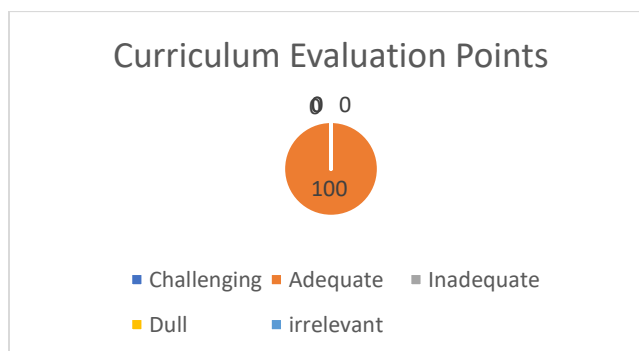 Curriculum Evaluation Points
0 0
100
Challenging Adequate Inadequate
Dull irrelevant